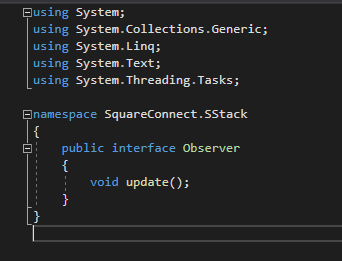 using System;
using System.Collections.Generic;
using System.Linq;
using System.Text;
using System.Threading.Tasks;

namespace SquareConnect.SStack
{
    public interface Observer
    {
        void update();
    }
}